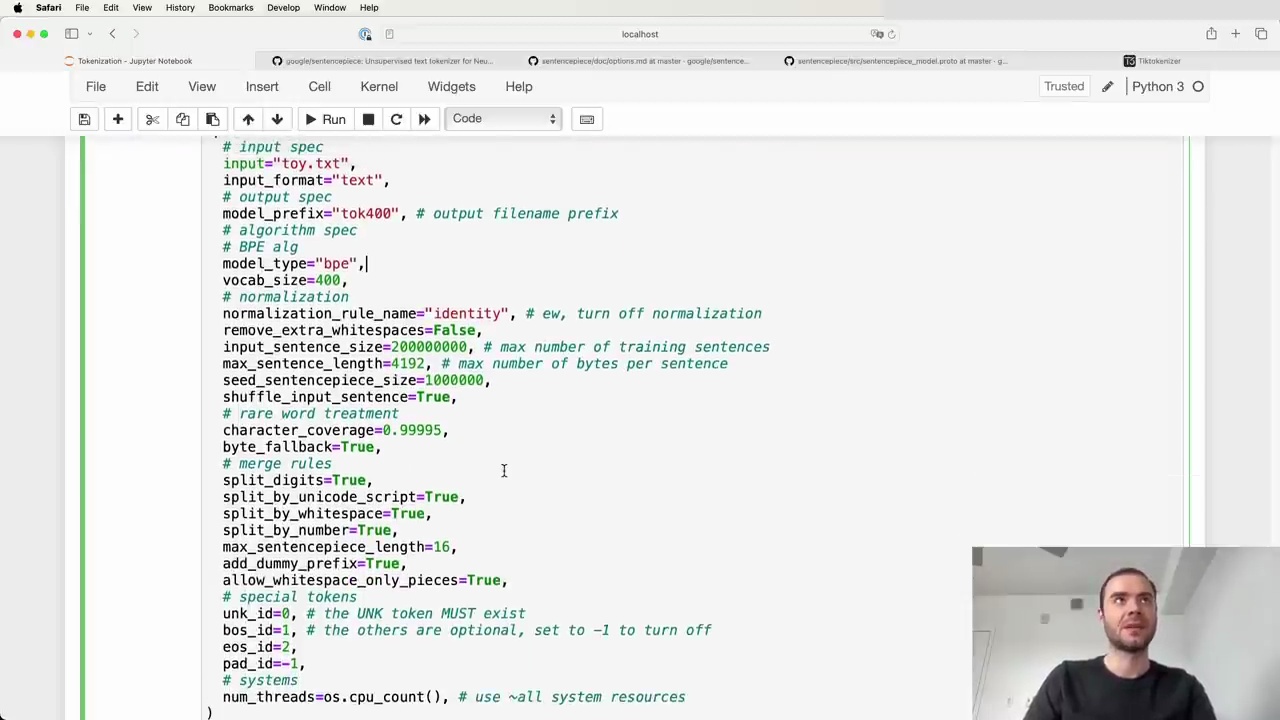 Safari File Edit View History Bookmarks Develop Window Help
localhost
Tokenization - Jupyter Notebook
google/sentencepiece: Unsupervised text tokenizer for Neu...
sentencepiece/doc/options.md at master · google/sentence...
sentencepiece/src/sentencepiece_model.proto at master · g...
Tiktokenizer
File Edit View Insert Cell Kernel Widgets Help
Trusted
Python 3
Run
Code
# input spec
input="toy.txt",
input_format="text",
# output spec
model_prefix="tok400", # output filename prefix
# algorithm spec
# BPE alg
model_type="bpe",
vocab_size=400,
# normalization
normalization_rule_name="identity", # ew, turn off normalization
remove_extra_whitespaces=False,
input_sentence_size=200000000, # max number of training sentences
max_sentence_length=4192, # max number of bytes per sentence
seed_sentencepiece_size=1000000,
shuffle_input_sentence=True,
# rare word treatment
character_coverage=0.99995,
byte_fallback=True,
# merge rules
split_digits=True,
split_by_unicode_script=True,
split_by_whitespace=True,
split_by_number=True,
max_sentencepiece_length=16,
add_dummy_prefix=True,
allow_whitespace_only_pieces=True,
# special tokens
unk_id=0, # the UNK token MUST exist
bos_id=1, # the others are optional, set to -1 to turn off
eos_id=2,
pad_id=-1,
# systems
num_threads=os.cpu_count(), # use ~all system resources
)